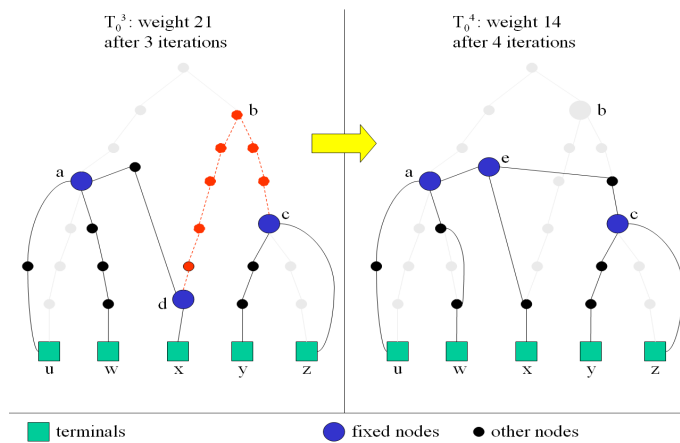 T₀³: weight 21
after 3 iterations
T₀⁴: weight 14
after 4 iterations
b
a
c
d
u w x y z
b
a
e
c
u w x y z
terminals
fixed nodes
other nodes